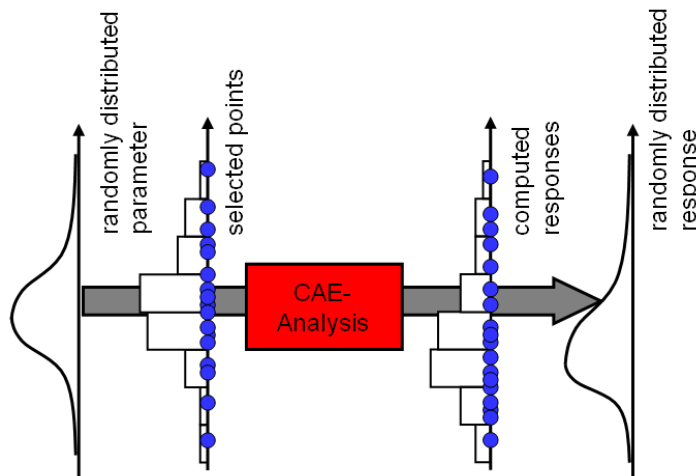 randomly distributed
parameter
selected points
CAE-
Analysis
computed
responses
randomly distributed
response